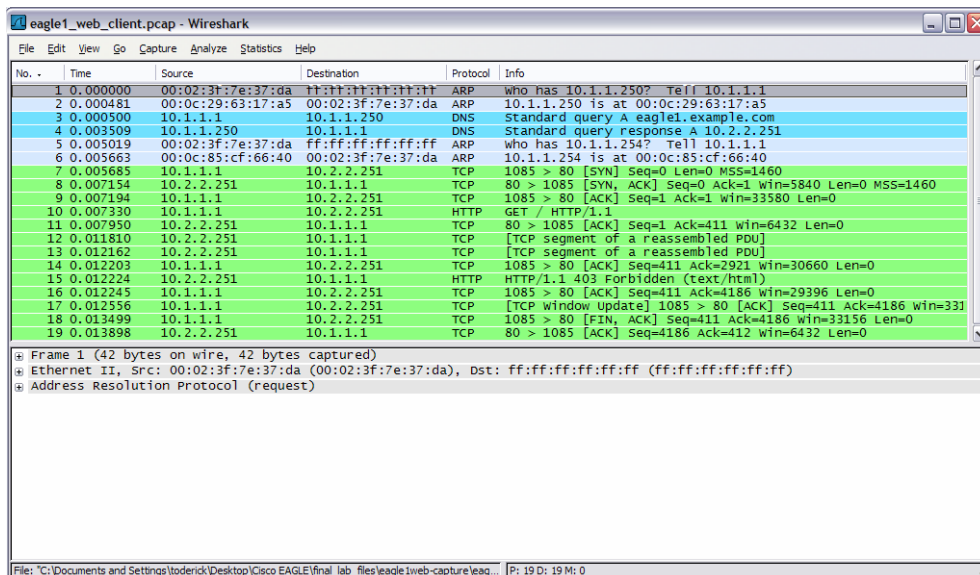 eagle1_web_client.pcap - Wireshark
File Edit View Go Capture Analyze Statistics Help
No. - Time Source Destination Protocol Info
1 0.000000 00:02:3f:7e:37:da ff:ff:ff:ff:ff:ff ARP Who has 10.1.1.250? Tell 10.1.1.1
2 0.000481 00:0c:29:63:17:a5 00:02:3f:7e:37:da ARP 10.1.1.250 is at 00:0c:29:63:17:a5
3 0.000500 10.1.1.1 10.1.1.250 DNS Standard query A eagle1.example.com
4 0.003509 10.1.1.250 10.1.1.1 DNS Standard query response A 10.2.2.251
5 0.005019 00:02:3f:7e:37:da ff:ff:ff:ff:ff:ff ARP Who has 10.1.1.254? Tell 10.1.1.1
6 0.005663 00:0c:85:cf:66:40 00:02:3f:7e:37:da ARP 10.1.1.254 is at 00:0c:85:cf:66:40
7 0.005685 10.1.1.1 10.2.2.251 TCP 1085 > 80 [SYN] Seq=0 Len=0 MSS=1460
8 0.007154 10.2.2.251 10.1.1.1 TCP 80 > 1085 [SYN, ACK] Seq=0 Ack=1 Win=5840 Len=0 MSS=1460
9 0.007194 10.1.1.1 10.2.2.251 TCP 1085 > 80 [ACK] Seq=1 Ack=1 Win=33580 Len=0
10 0.007330 10.1.1.1 10.2.2.251 HTTP GET / HTTP/1.1
11 0.007950 10.2.2.251 10.1.1.1 TCP 80 > 1085 [ACK] Seq=1 Ack=411 Win=6432 Len=0
12 0.011810 10.2.2.251 10.1.1.1 TCP [TCP segment of a reassembled PDU]
13 0.012162 10.2.2.251 10.1.1.1 TCP [TCP segment of a reassembled PDU]
14 0.012203 10.1.1.1 10.2.2.251 TCP 1085 > 80 [ACK] Seq=411 Ack=2921 Win=30660 Len=0
15 0.012224 10.2.2.251 10.1.1.1 HTTP HTTP/1.1 403 Forbidden (text/html)
16 0.012245 10.1.1.1 10.2.2.251 TCP 1085 > 80 [ACK] Seq=411 Ack=4186 Win=29396 Len=0
17 0.012556 10.1.1.1 10.2.2.251 TCP [TCP Window Update] 1085 > 80 [ACK] Seq=411 Ack=4186 Win=331
18 0.013499 10.1.1.1 10.2.2.251 TCP 1085 > 80 [FIN, ACK] Seq=411 Ack=4186 Win=33156 Len=0
19 0.013898 10.2.2.251 10.1.1.1 TCP 80 > 1085 [ACK] Seq=4186 Ack=412 Win=6432 Len=0
Frame 1 (42 bytes on wire, 42 bytes captured)
Ethernet II, Src: 00:02:3f:7e:37:da (00:02:3f:7e:37:da), Dst: ff:ff:ff:ff:ff:ff (ff:ff:ff:ff:ff:ff)
Address Resolution Protocol (request)
File: "C:\Documents and Settings\toderick\Desktop\Cisco EAGLE\final_lab_files\eagle1web-capture\eag... P: 19 D: 19 M: 0